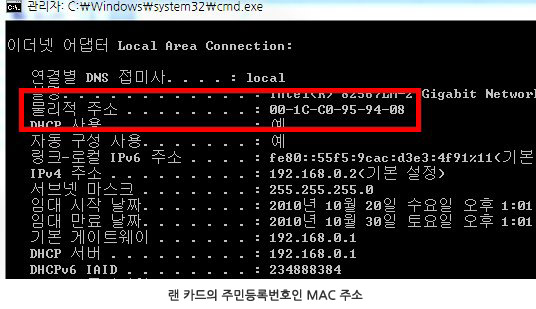 관리자: C:\Windows\system32\cmd.exe
이더넷 어댑터 Local Area Connection:
연결별 DNS 접미사. . . . : local
Intel(R) 82567LM-2 Gigabit Network
물리적 주소 . . . . . . . . : 00-1C-C0-95-94-08
DHCP 사용 . . . . . . . . : 예
자동 구성 사용. . . . . . : 예
링크-로컬 IPv6 주소 . . . . : fe80::55f5:9cac:d3e3:4f91%11(기본
IPv4 주소 . . . . . . . . . : 192.168.0.2(기본 설정)
서브넷 마스크 . . . . . . . : 255.255.255.0
임대 시작 날짜. . . . . . . : 2010년 10월 20일 수요일 오후 1:01
임대 만료 날짜. . . . . . . : 2010년 10월 30일 토요일 오후 1:01
기본 게이트웨이 . . . . . . : 192.168.0.1
DHCP 서버 . . . . . . . . . : 192.168.0.1
DHCPv6 IAID . . . . . . . . : 234888384
랜 카드의 주민등록번호인 MAC 주소